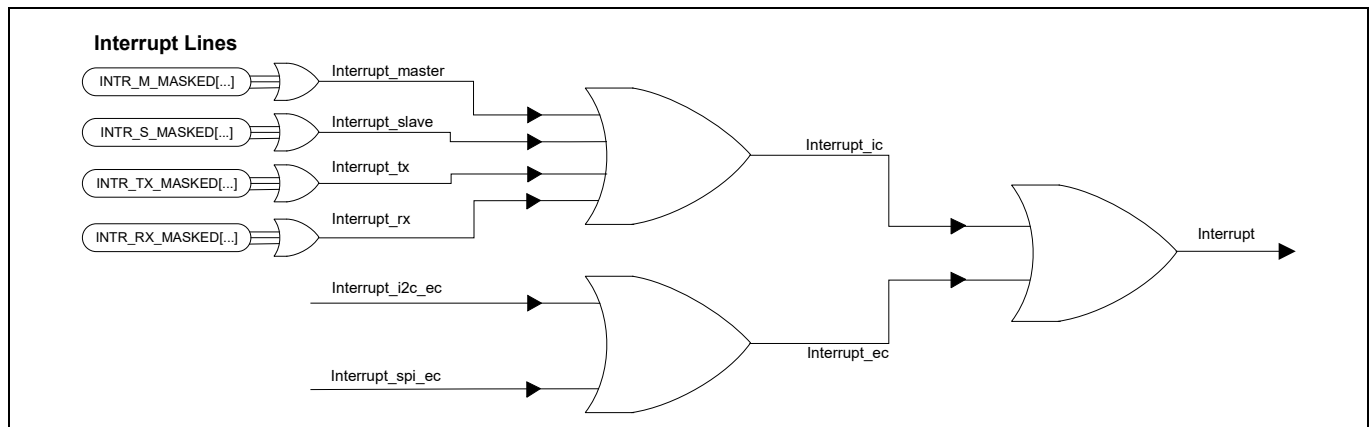 Interrupt Lines
INTR_M_MASKED[...]
Interrupt_master
INTR_S_MASKED[...]
Interrupt_slave
INTR_TX_MASKED[...]
Interrupt_tx
INTR_RX_MASKED[...]
Interrupt_rx
Interrupt_ic
Interrupt_i2c_ec
Interrupt_spi_ec
Interrupt_ec
Interrupt